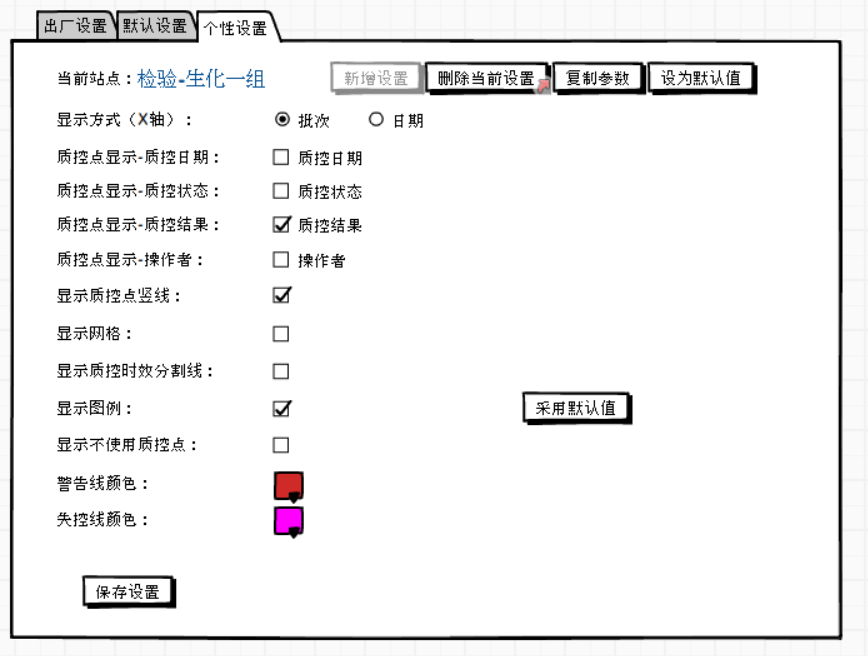 出厂设置 默认设置 个性设置
当前站点：检验-生化一组 新增设置 删除当前设置 复制参数 设为默认值
显示方式（X轴）： 批次 日期
质控点显示-质控日期： 质控日期
质控点显示-质控状态： 质控状态
质控点显示-质控结果： 质控结果
质控点显示-操作者： 操作者
显示质控点竖线：
显示网格：
显示质控时效分割线：
显示图例： 采用默认值
显示不使用质控点：
警告线颜色：
失控线颜色：
保存设置